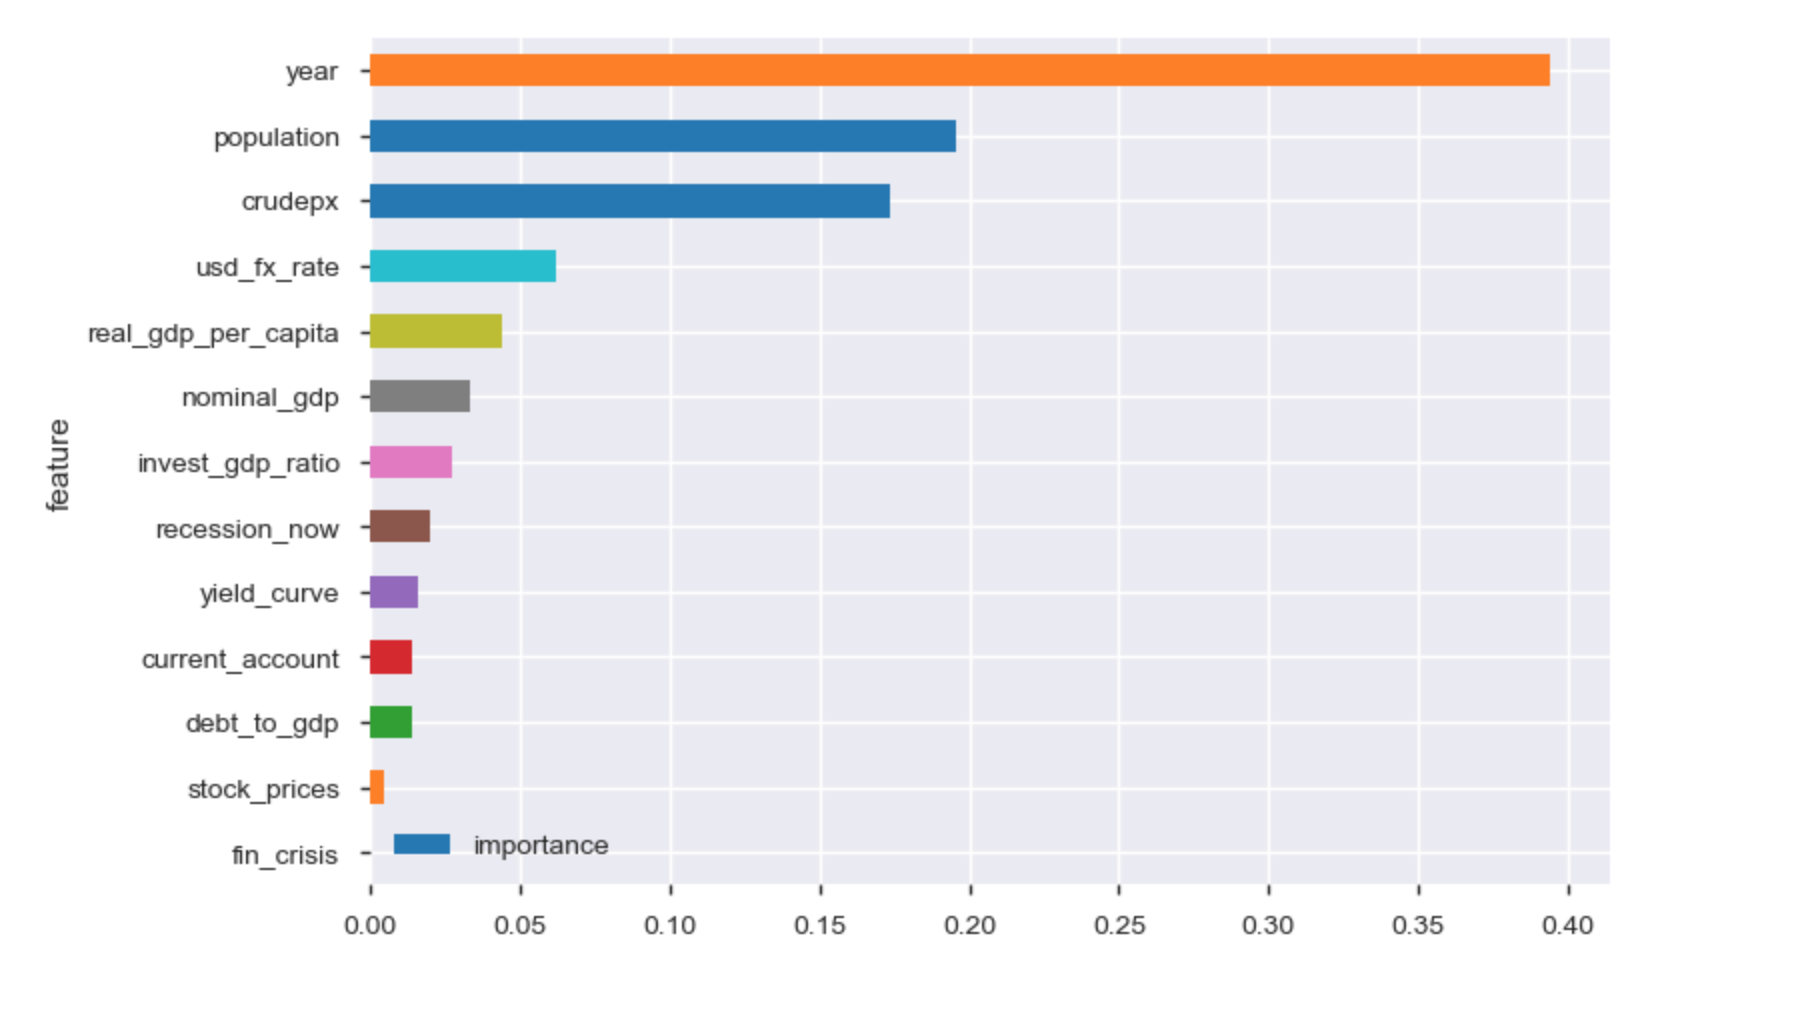 year
population
crudepx
usd_fx_rate
real_gdp_per_capita
nominal_gdp
invest_gdp_ratio
recession_now
yield_curve
current_account
debt_to_gdp
stock_prices
fin_crisis
feature
importance
0.00 0.05 0.10 0.15 0.20 0.25 0.30 0.35 0.40